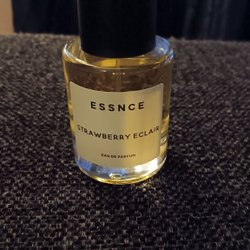 ESSNCE
STRAWBERRY ECLAIR
EAU DE PARFUM